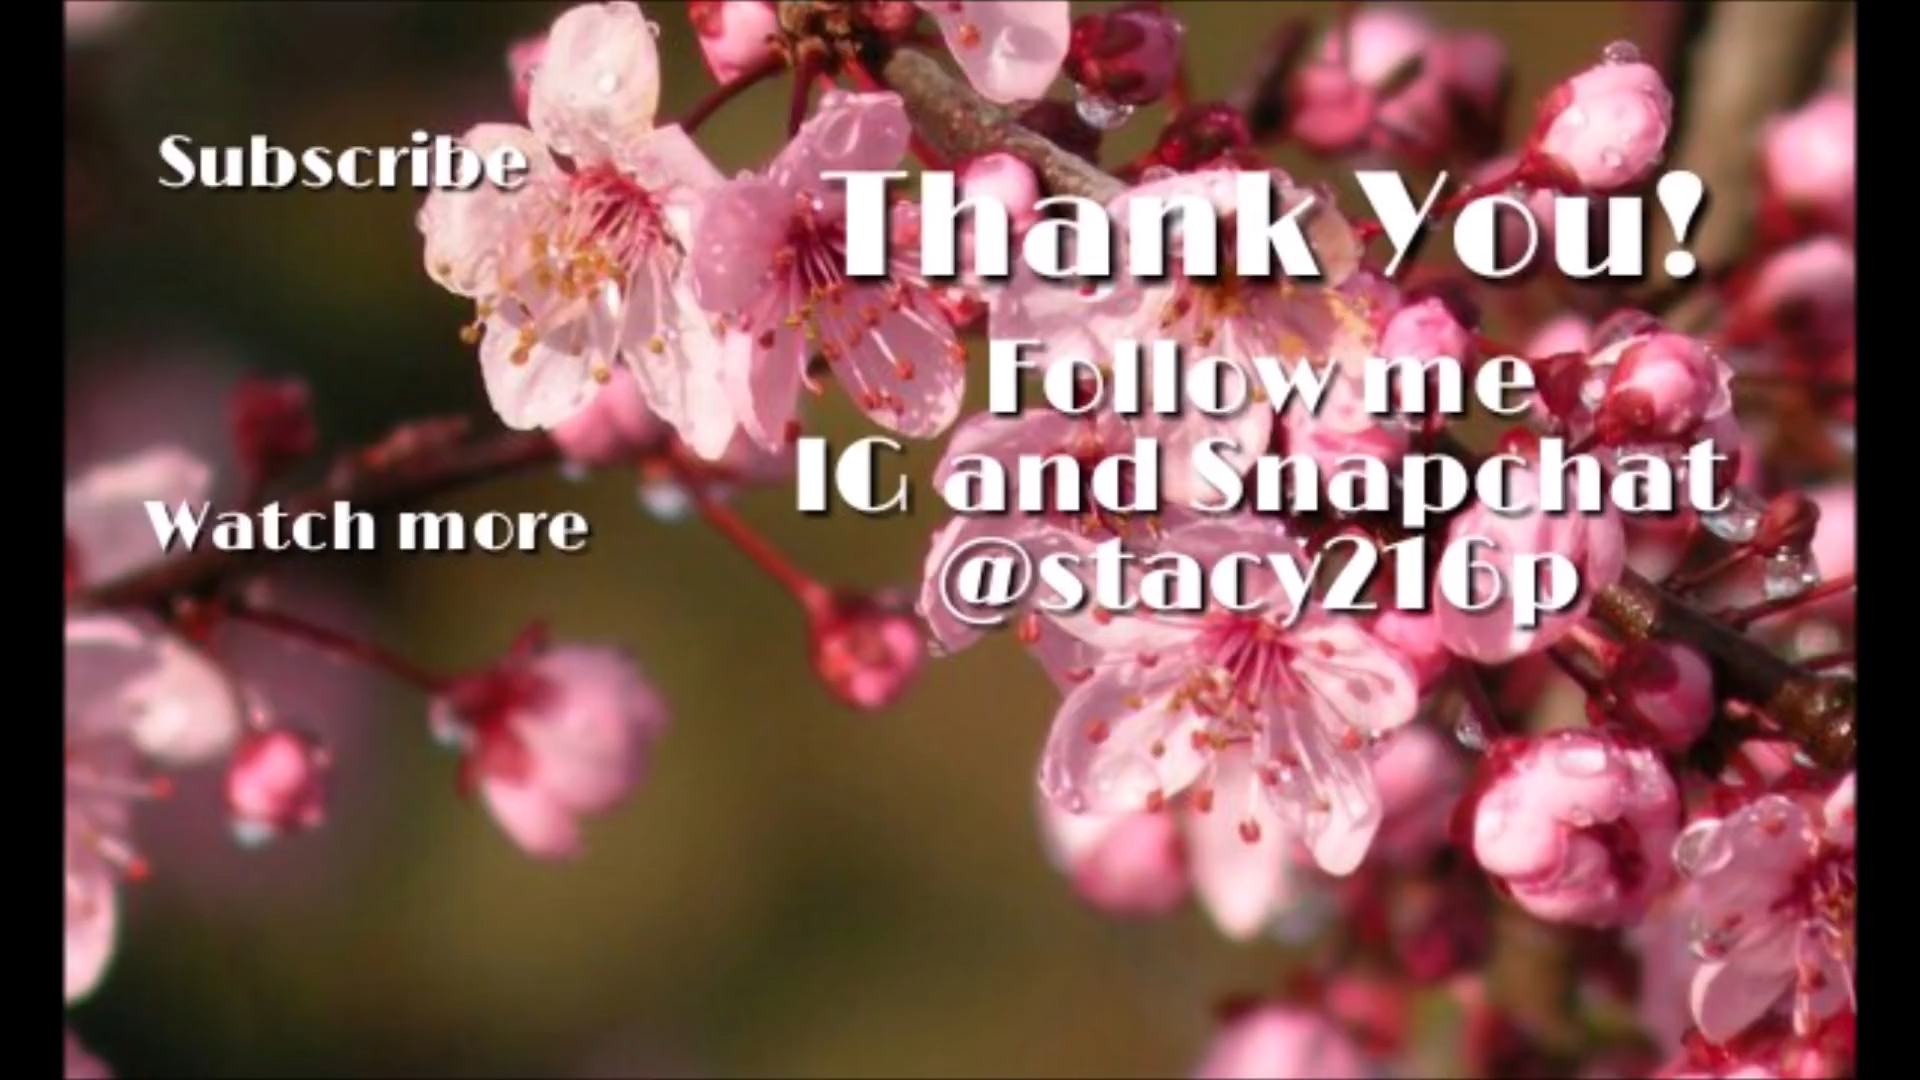 Subscribe
Thank You!
Follow me
IG and Snapchat
@stacy216p
Watch more